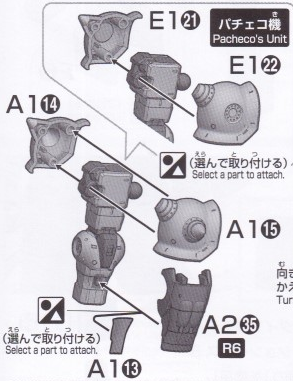 E1㉑
パチェコ機
Pacheco's Unit
E1㉒
A1⑭
(選んで取り付ける)
Select a part to attach.
A1⑮
向き
かえ
Tur
(選んで取り付ける)
Select a part to attach.
A2㉟
R6
A1⑬